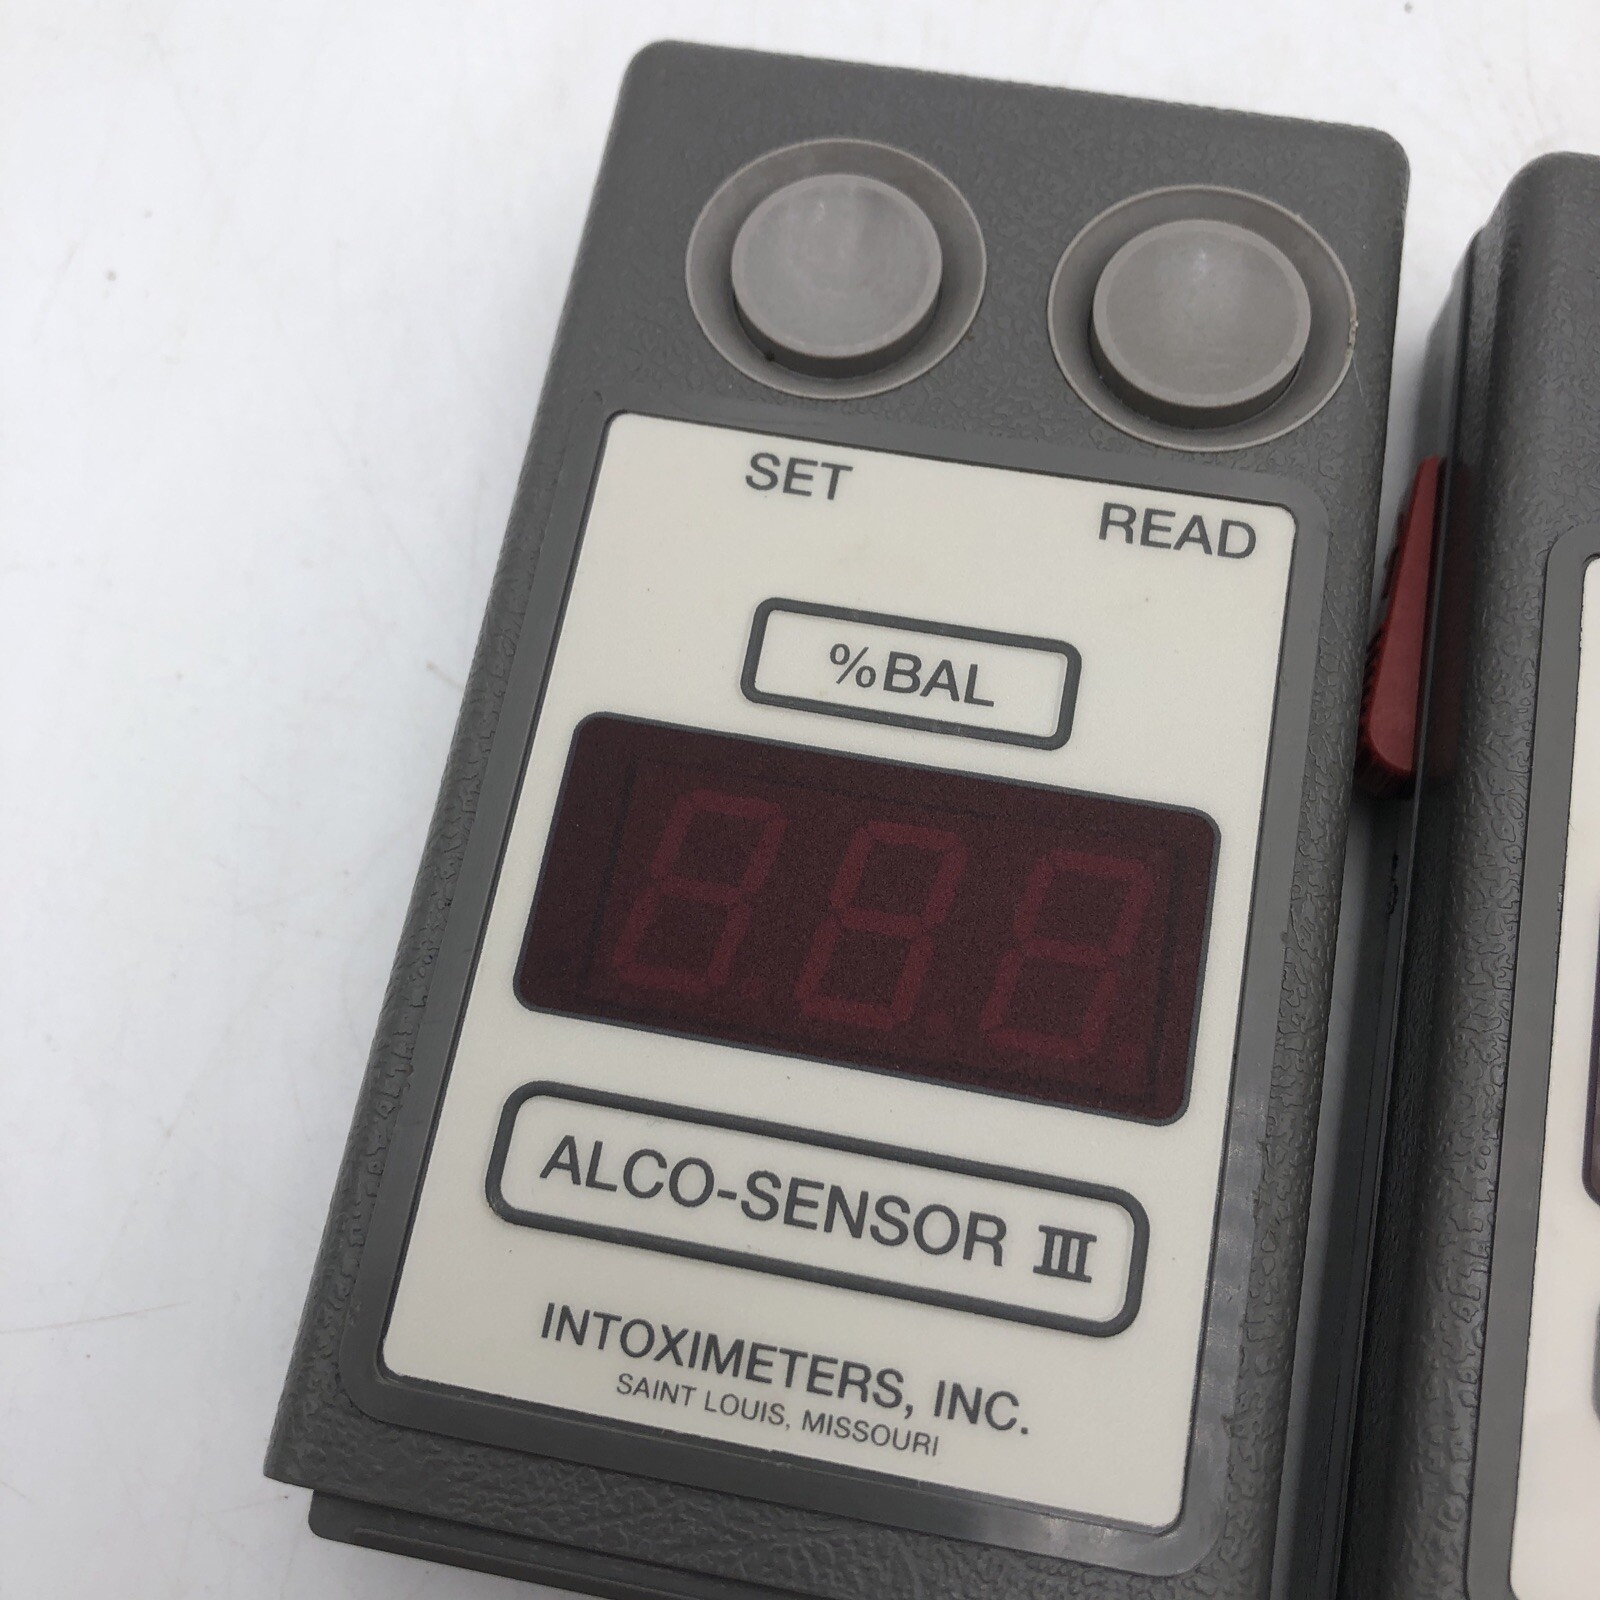 SET
READ
%BAL
ALCO-SENSOR III
INTOXIMETERS, INC.
SAINT LOUIS, MISSOURI